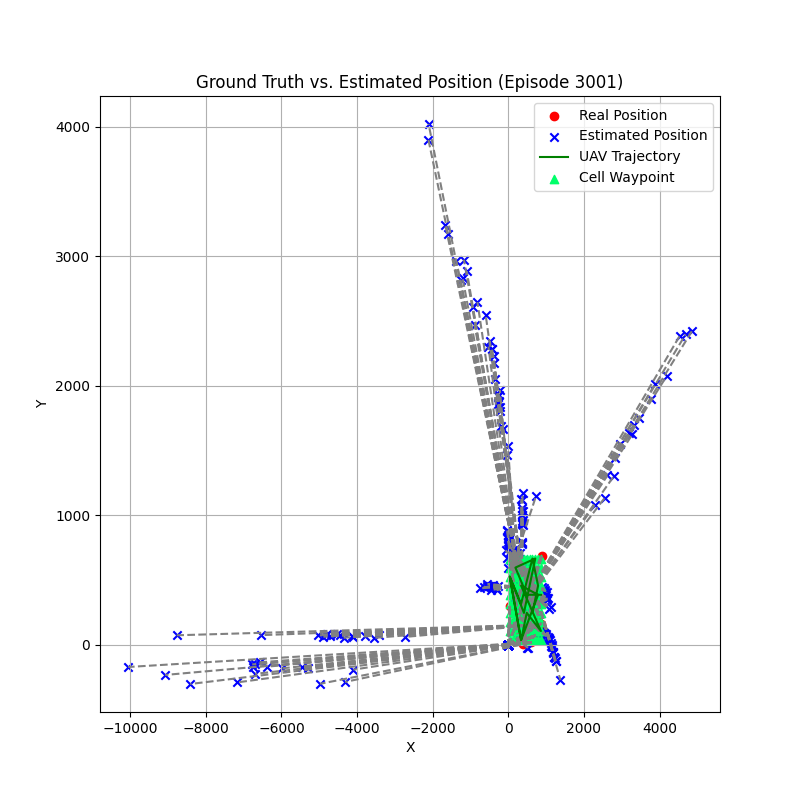 Ground Truth vs. Estimated Position (Episode 3001)
Real Position
Estimated Position
UAV Trajectory
Cell Waypoint
4000
3000
2000
1000
0
Y
−10000 −8000 −6000 −4000 −2000 0 2000 4000
X